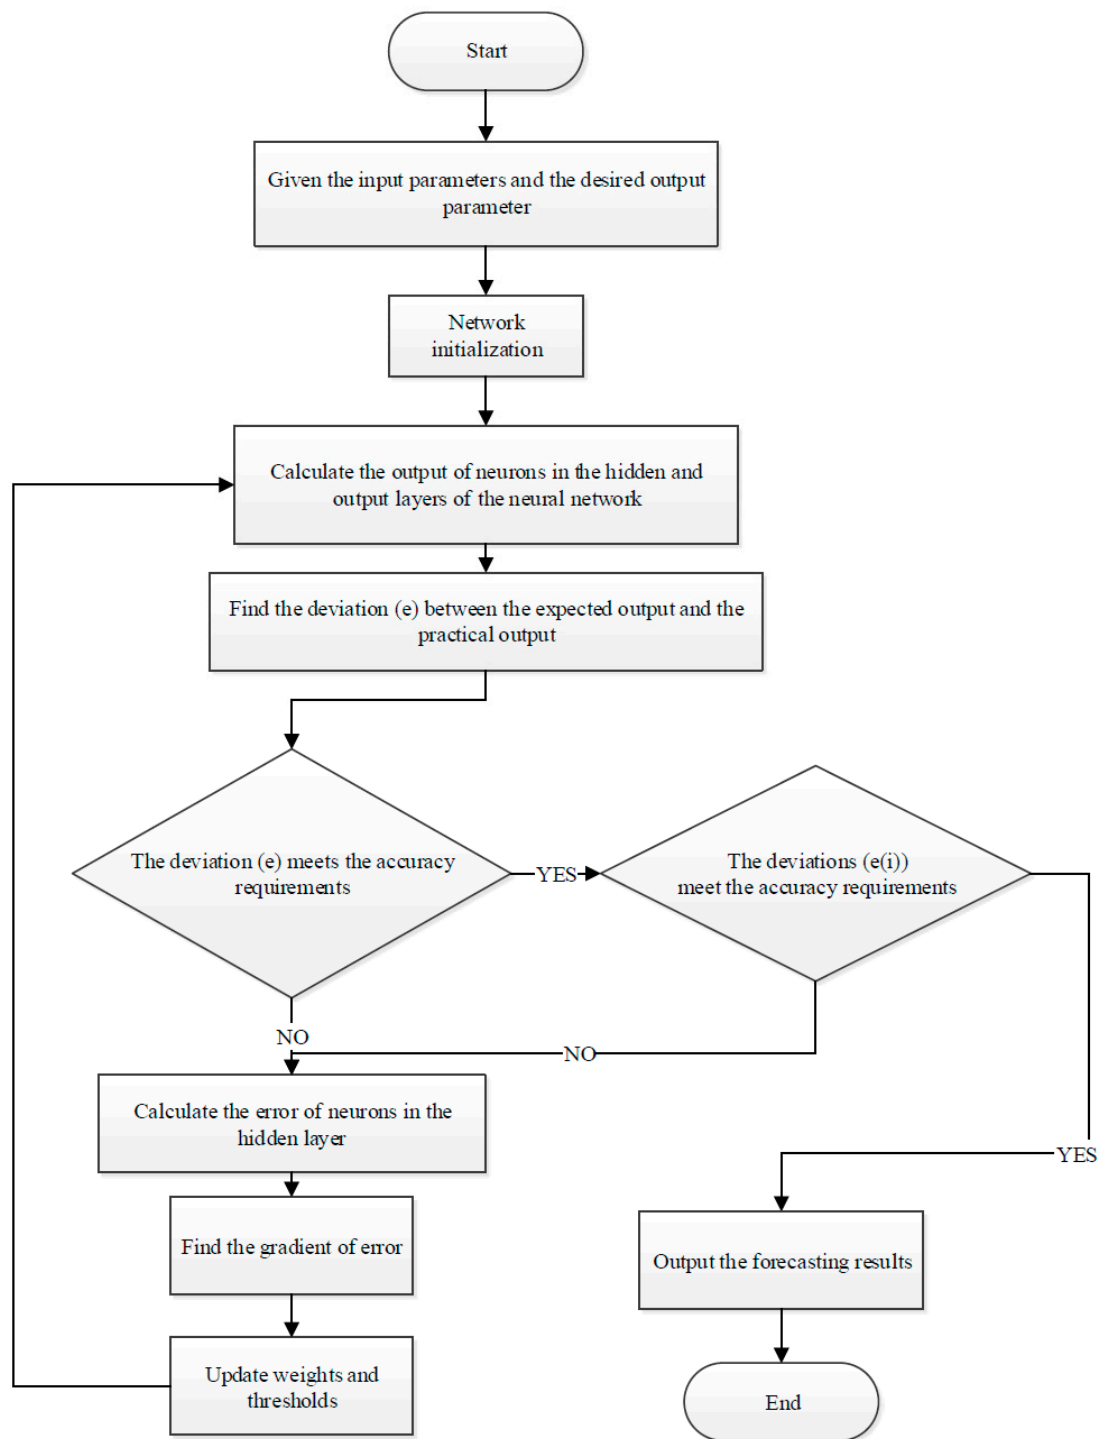 Start
Given the input parameters and the desired output
parameter
Network
initialization
Calculate the output of neurons in the hidden and
output layers of the neural network
Find the deviation (e) between the expected output and the
practical output
The deviation (e) meets the accuracy
requirements
YES
The deviations (e(i))
meet the accuracy requirements
NO
NO
Calculate the error of neurons in the
hidden layer
YES
Find the gradient of error
Output the forecasting results
Update weights and
thresholds
End